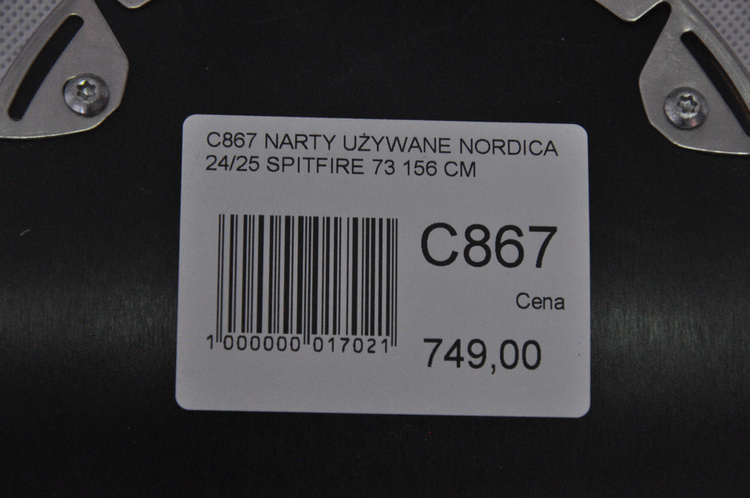 C867 NARTY UŻYWANE NORDICA
24/25 SPITFIRE 73 156 CM
C867
Cena
749,00
1 000000 017021